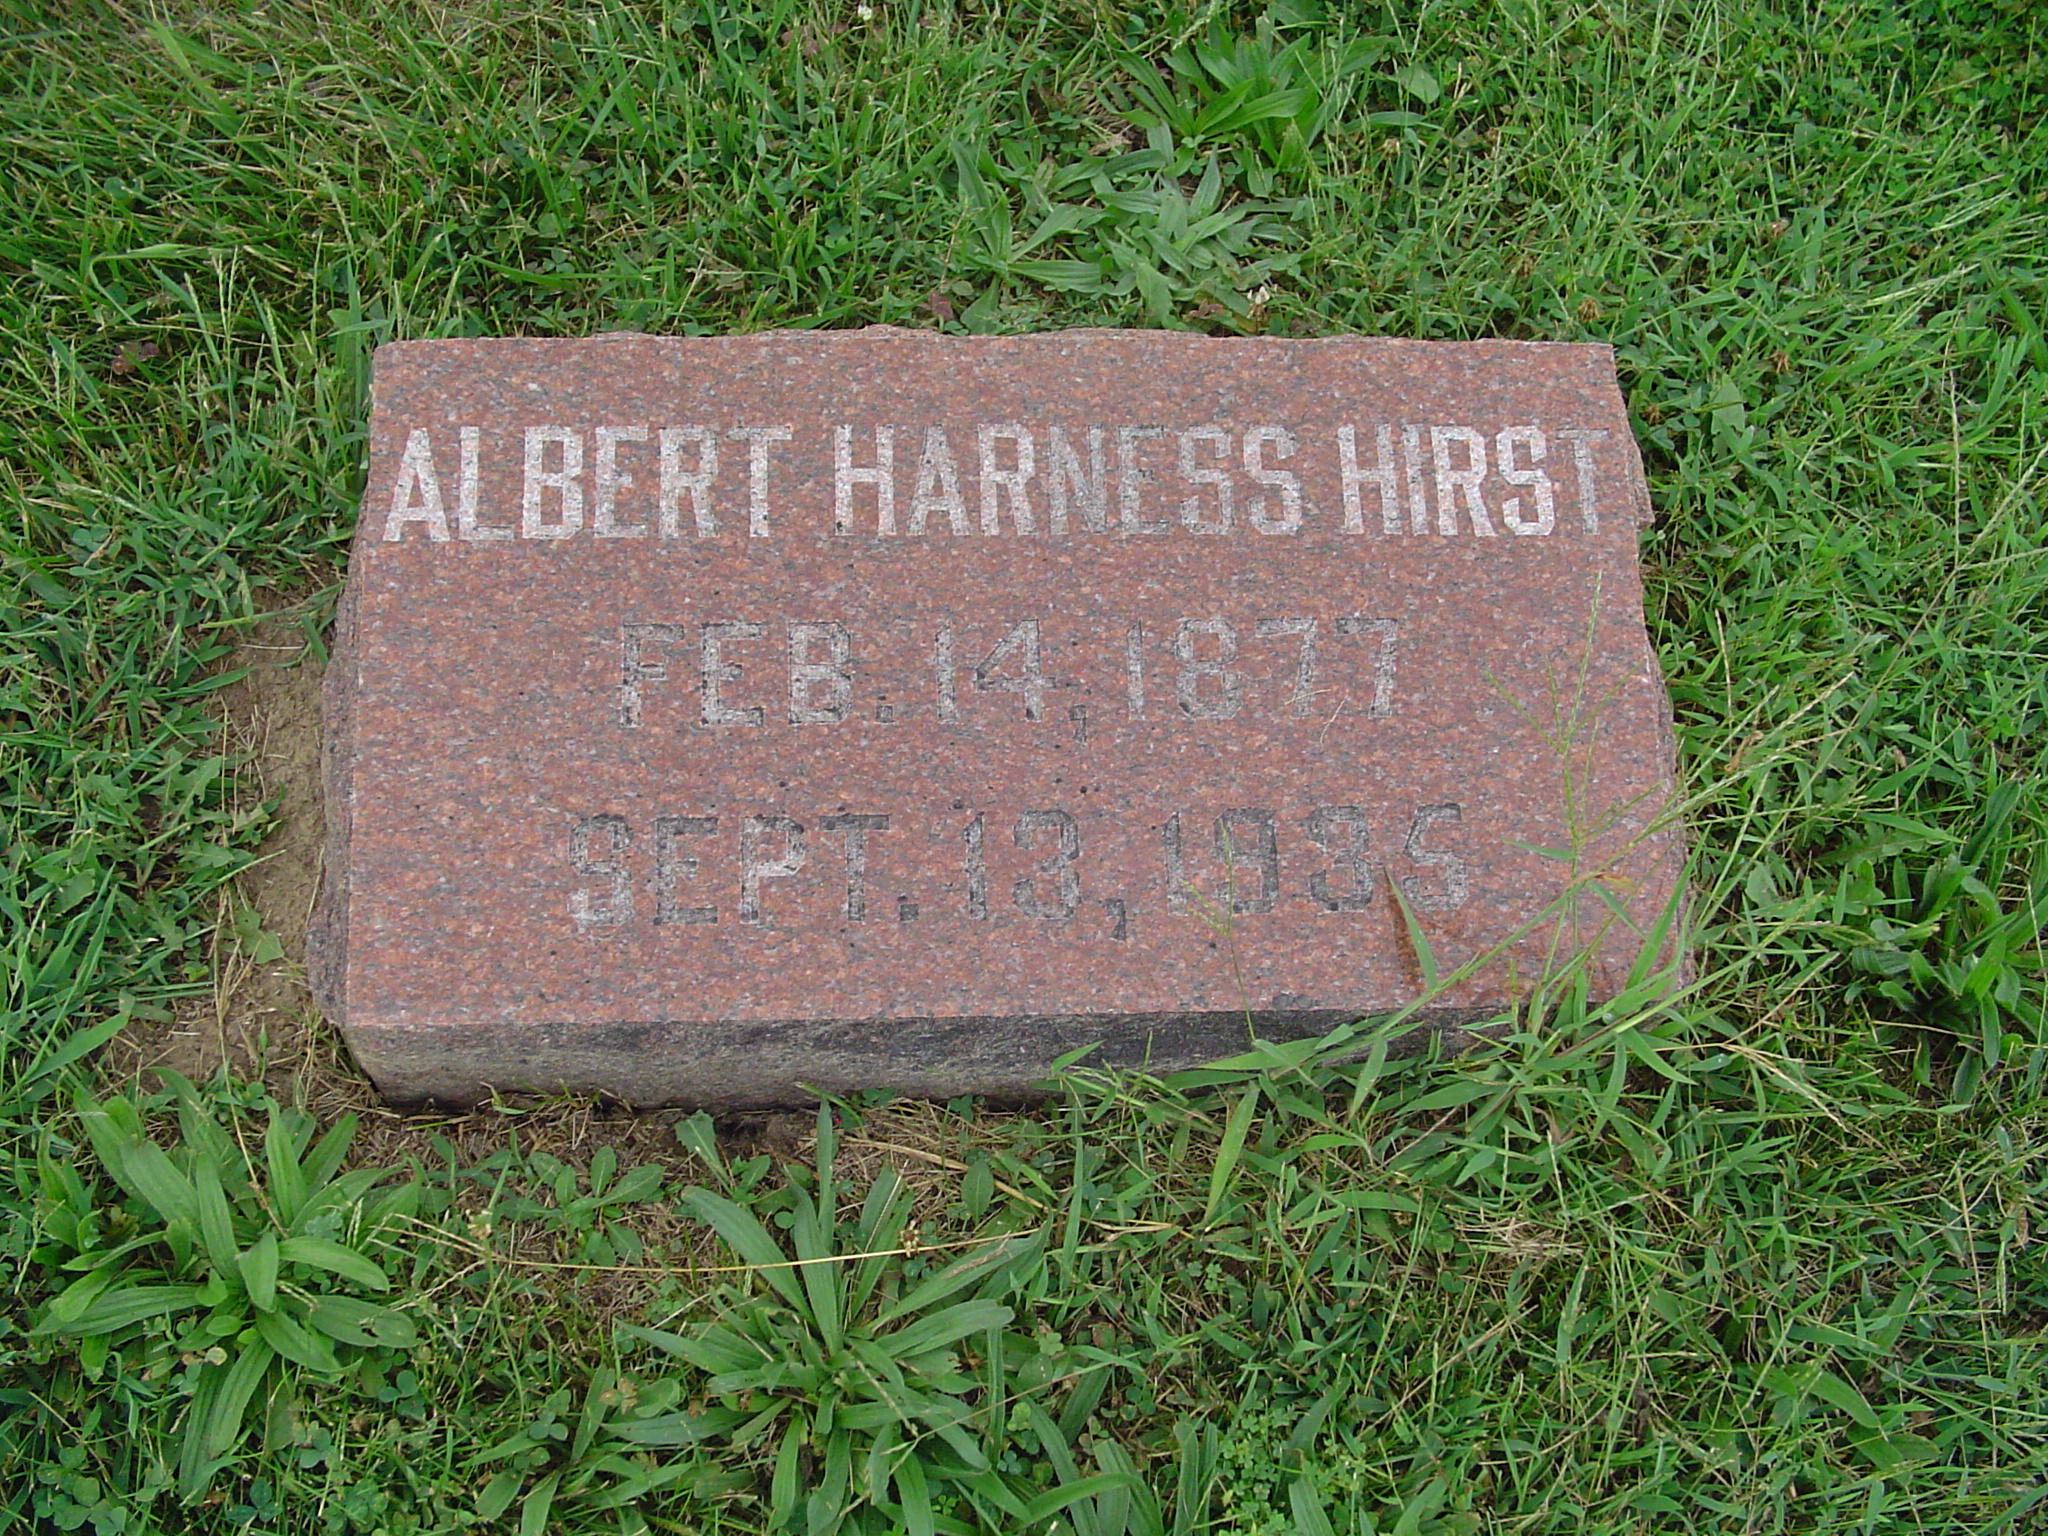 ALBERT HARNESS HIRST
FEB. 14, 1877
SEPT. 13, 1935